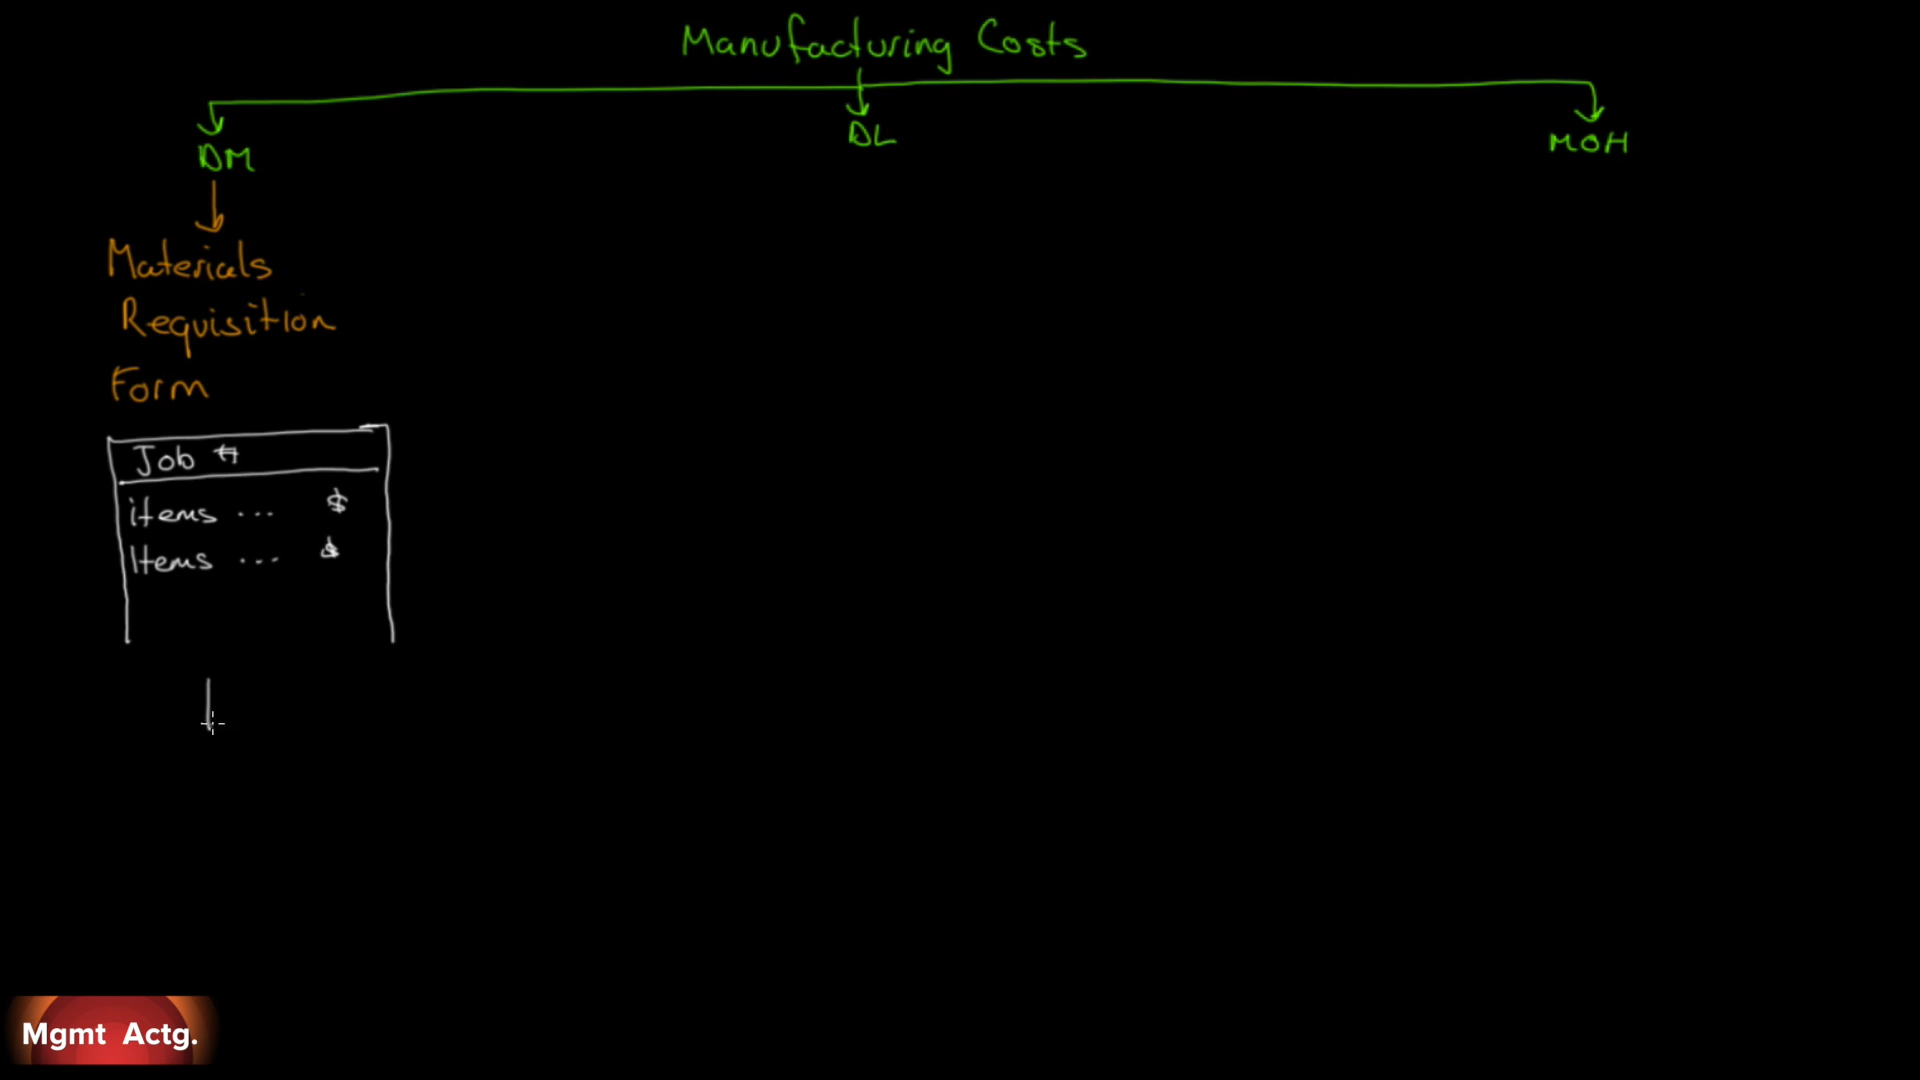 Manufacturing Costs
DM
DL
MOH
Materials
Requisition
Form
Job #
items ... $
Items ... $
Mgmt Actg.